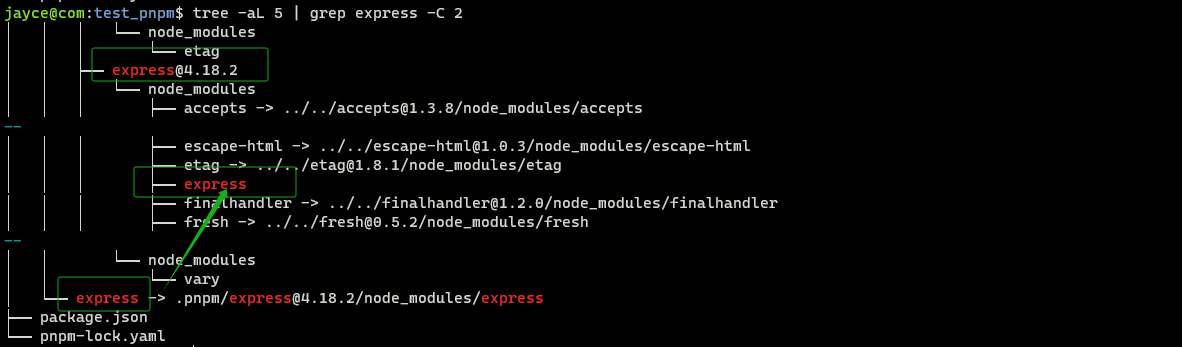 jayce@com:test_pnpm$ tree -aL 5 | grep express -C 2
│   │   │   └── node_modules
│   │   │       └── etag
│   │   ├── express@4.18.2
│   │   │   └── node_modules
│   │   │       ├── accepts -> ../../accepts@1.3.8/node_modules/accepts
--
│   │   │       ├── escape-html -> ../../escape-html@1.0.3/node_modules/escape-html
│   │   │       ├── etag -> ../../etag@1.8.1/node_modules/etag
│   │   │       ├── express
│   │   │       ├── finalhandler -> ../../finalhandler@1.2.0/node_modules/finalhandler
│   │   │       ├── fresh -> ../../fresh@0.5.2/node_modules/fresh
--
│   │       └── node_modules
│   │           └── vary
│   └── express -> .pnpm/express@4.18.2/node_modules/express
├── package.json
└── pnpm-lock.yaml